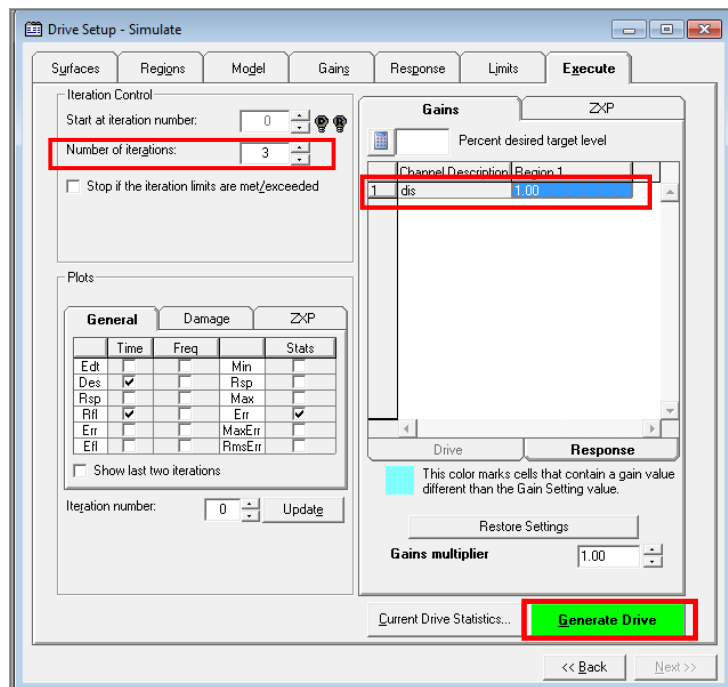 Drive Setup - Simulate
Surfaces Regions Model Gains Response Limits Execute
Iteration Control
Start at iteration number: 0
Number of iterations: 3
Stop if the iteration limits are met/exceeded
Plots
General Damage ZXP
Time Freq Stats
Edt Min
Des Rsp
Rsp Max
Rfl Err
Err MaxErr
Efl RmsErr
Show last two iterations
Iteration number: 0 Update
Gains ZXP
Percent desired target level
Channel Description Region 1
1 dis 1.00
Drive Response
This color marks cells that contain a gain value
different than the Gain Setting value.
Restore Settings
Gains multiplier 1.00
Current Drive Statistics... Generate Drive
<< Back Next >>